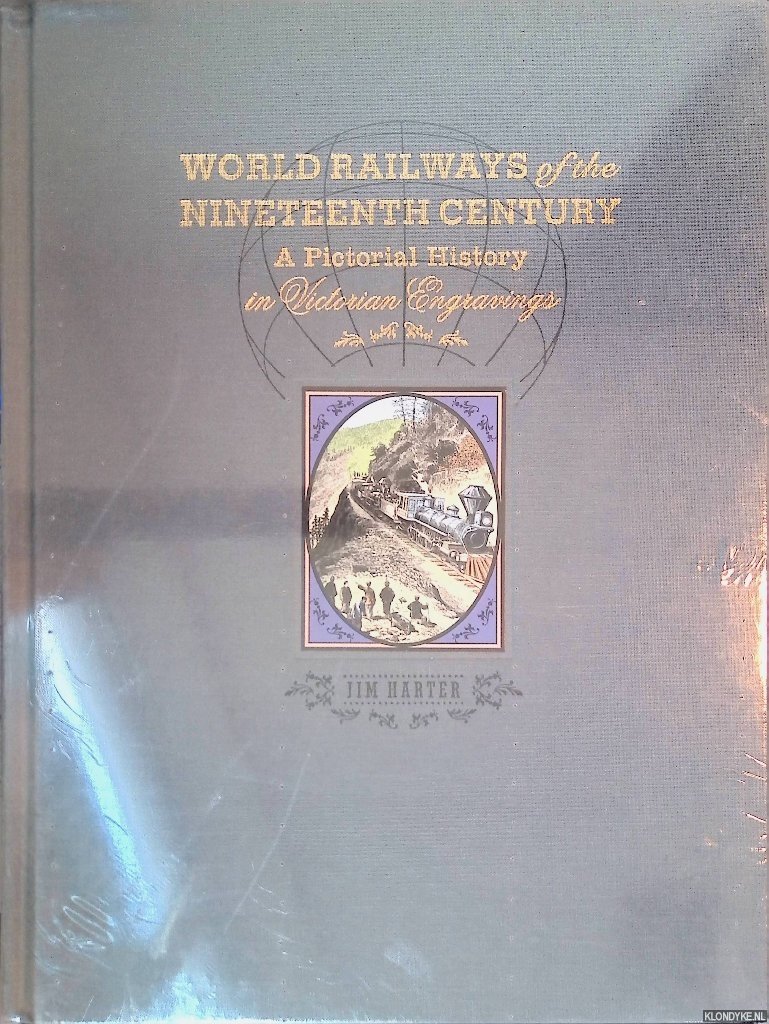 WORLD RAILWAYS of the
NINETEENTH CENTURY
A Pictorial History
in Victorian Engravings
JIM HARTER
KLONDYKE.NL